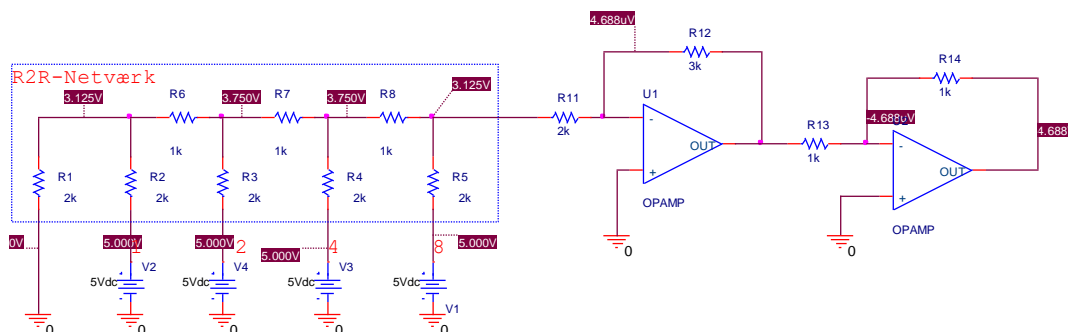 4.688uV
R12
3k
R2R-Netværk
3.125V
R6
1k
3.750V
R7
1k
3.750V
R8
1k
3.125V
R11
2k
U1
-
+
OUT
OPAMP
0
R13
1k
-4.688uV
R14
1k
4.688
-
+
OUT
OPAMP
0
R1
2k
R2
2k
R3
2k
R4
2k
R5
2k
0V
5.000V
1
5.000V
2
5.000V
4
8
5.000V
V2
5Vdc
V4
5Vdc
V3
5Vdc
5Vdc
V1
0
0
0
0
0